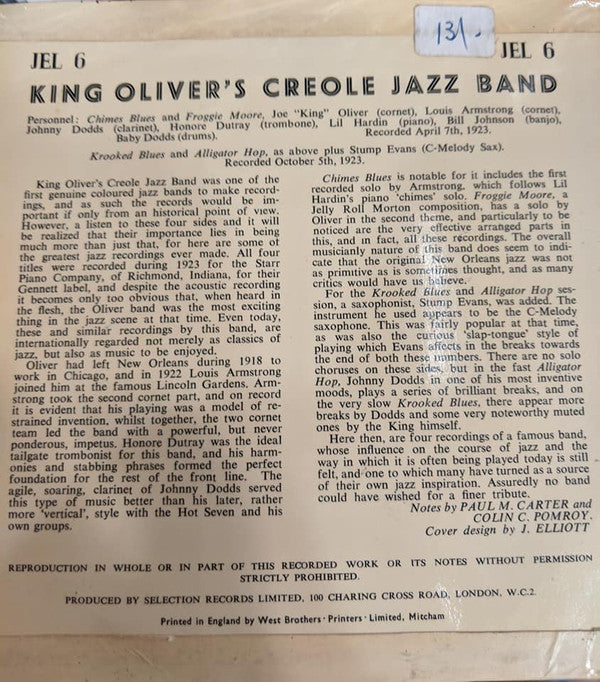 13/-
JEL 6
JEL 6
KING OLIVER'S CREOLE JAZZ BAND
Personnel: Chimes Blues and Froggie Moore, Joe "King" Oliver (cornet), Louis Armstrong (cornet),
Johnny Dodds (clarinet), Honore Dutray (trombone), Lil Hardin (piano), Bill Johnson (banjo),
Baby Dodds (drums). Recorded April 7th, 1923.
Krooked Blues and Alligator Hop, as above plus Stump Evans (C-Melody Sax).
Recorded October 5th, 1923.
King Oliver's Creole Jazz Band was one of the
first genuine coloured jazz bands to make record-
ings, and as such the records would be im-
portant if only from an historical point of view.
However, a listen to these four sides and it will
be realized that their importance lies in being
much more than just that, for here are some of
the greatest jazz recordings ever made. All four
titles were recorded during 1923 for the Starr
Piano Company, of Richmond, Indiana, for their
Gennett label, and despite the acoustic recording
it becomes only too obvious that, when heard in
the flesh, the Oliver band was the most exciting
thing in the jazz scene at that time. Even today,
these and similar recordings by this band, are
internationally regarded not merely as classics of
jazz, but also as music to be enjoyed.
Oliver had left New Orleans during 1918 to
work in Chicago, and in 1922 Louis Armstrong
joined him at the famous Lincoln Gardens. Arm-
strong took the second cornet part, and on record
it is evident that his playing was a model of re-
strained invention, whilst together, the two cornet
team led the band with a powerful, but never
ponderous, impetus. Honore Dutray was the ideal
tailgate trombonist for this band, and his har-
monies and stabbing phrases formed the perfect
foundation for the rest of the front line. The
agile, soaring, clarinet of Johnny Dodds served
this type of music better than his later, rather
more 'vertical', style with the Hot Seven and his
own groups.
Chimes Blues is notable for it includes the first
recorded solo by Armstrong, which follows Lil
Hardin's piano 'chimes' solo. Froggie Moore, a
Jelly Roll Morton composition, has a solo by
Oliver in the second theme, and particularly to be
noticed are the very effective arranged parts in
this, and in fact, all these recordings. The overall
musicianly nature of this band does seem to indi-
cate that the original New Orleans jazz was not
as primitive as is sometimes thought, and as many
critics would have us believe.
For the Krooked Blues and Alligator Hop ses-
sion, a saxophonist, Stump Evans, was added. The
instrument he used appears to be the C-Melody
saxophone. This was fairly popular at that time,
as was also the curious 'slap-tongue' style of
playing which Evans affects in the breaks towards
the end of both these numbers. There are no solo
choruses on these sides, but in the fast Alligator
Hop, Johnny Dodds in one of his most inventive
moods, plays a series of brilliant breaks, and on
the very slow Krooked Blues, there appear more
breaks by Dodds and some very noteworthy muted
ones by the King himself.
Here then, are four recordings of a famous band,
whose influence on the course of jazz and the
way in which it is often being played today is still
felt, and one to which many have turned as a source
of their own jazz inspiration. Assuredly no band
could have wished for a finer tribute.
Notes by PAUL M. CARTER and
COLIN C. POMROY.
Cover design by J. ELLIOTT
REPRODUCTION IN WHOLE OR IN PART OF THIS RECORDED WORK OR ITS NOTES WITHOUT PERMISSION
STRICTLY PROHIBITED.
PRODUCED BY SELECTION RECORDS LIMITED, 100 CHARING CROSS ROAD, LONDON, W.C.2.
Printed in England by West Brothers · Printers · Limited, Mitcham